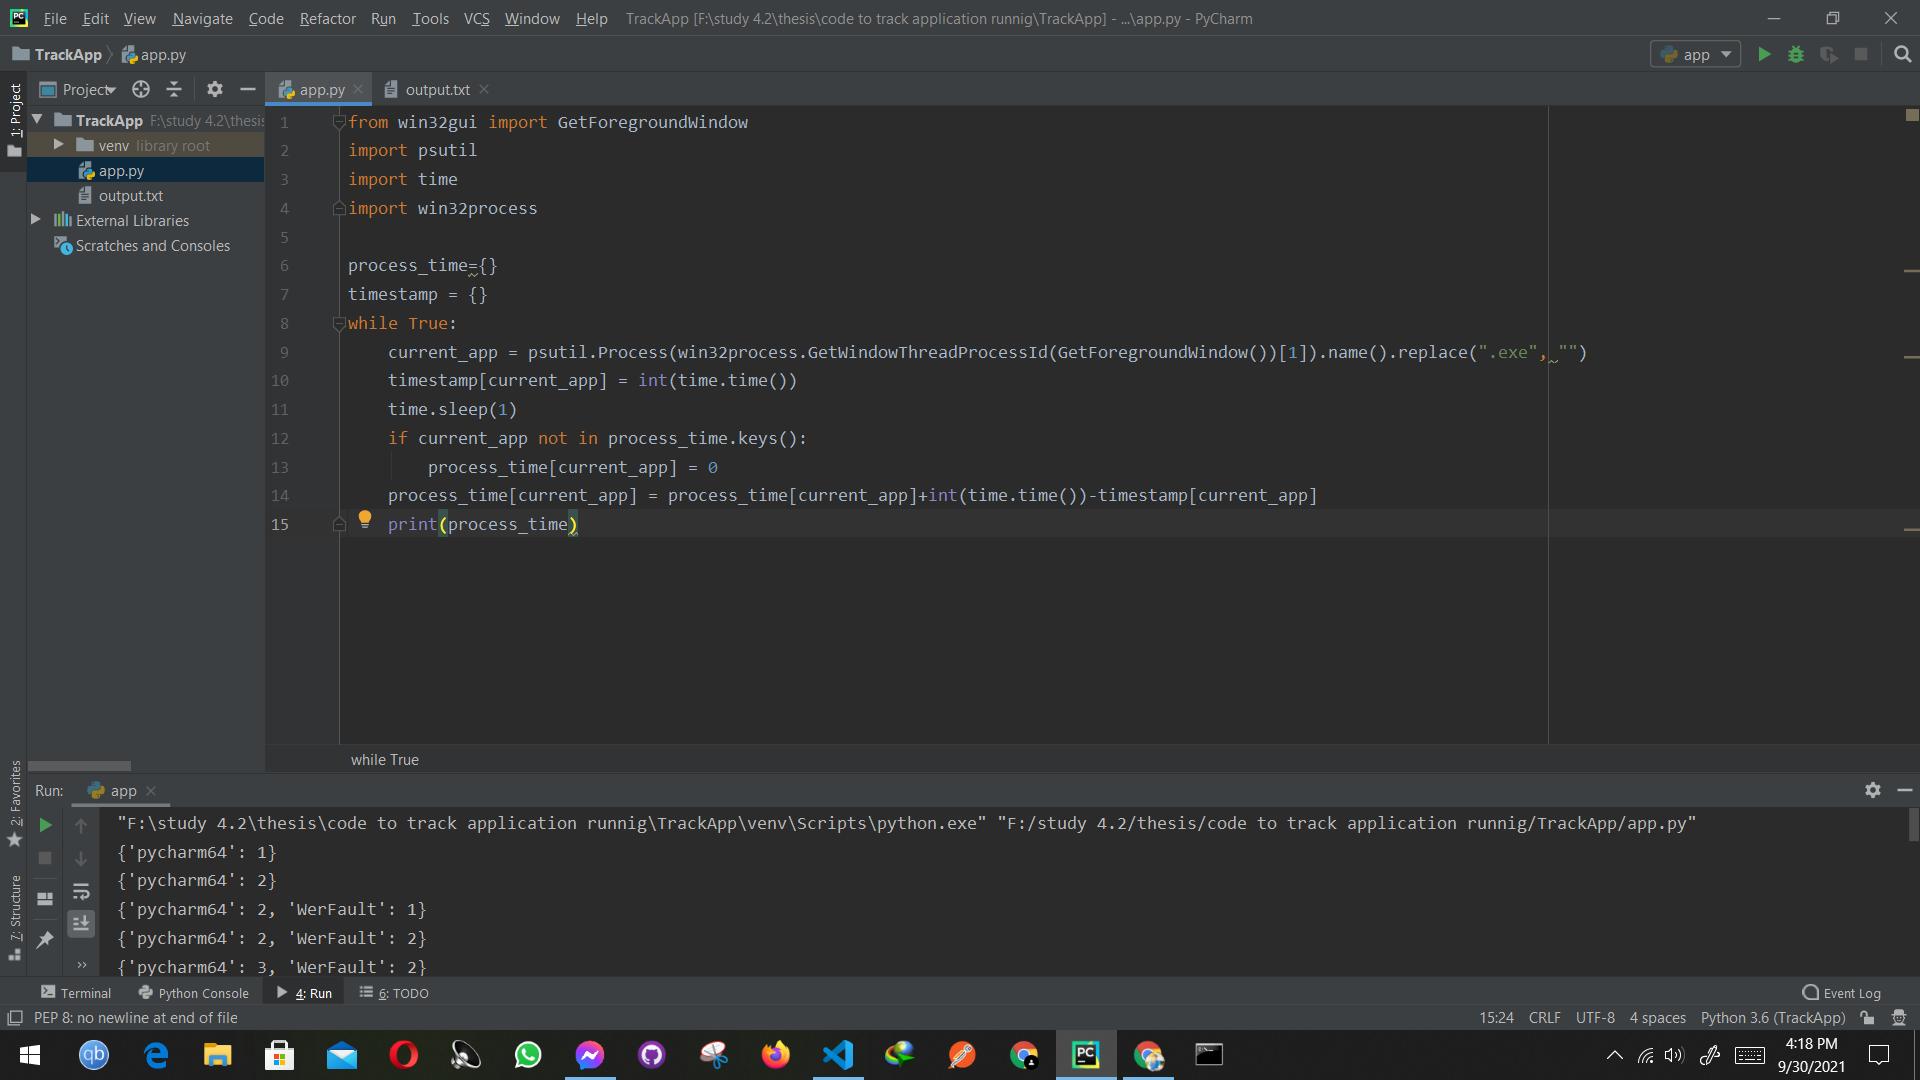 File Edit View Navigate Code Refactor Run Tools VCS Window Help TrackApp [F:\study 4.2\thesis\code to track application runnig\TrackApp] - ...\app.py - PyCharm
TrackApp app.py
app
1: Project
Project
app.py
output.txt
TrackApp F:\study 4.2\thesis
venv library root
app.py
output.txt
External Libraries
Scratches and Consoles
1 from win32gui import GetForegroundWindow
2 import psutil
3 import time
4 import win32process
5
6 process_time={}
7 timestamp = {}
8 while True:
9 current_app = psutil.Process(win32process.GetWindowThreadProcessId(GetForegroundWindow())[1]).name().replace(".exe", "")
10 timestamp[current_app] = int(time.time())
11 time.sleep(1)
12 if current_app not in process_time.keys():
13 process_time[current_app] = 0
14 process_time[current_app] = process_time[current_app]+int(time.time())-timestamp[current_app]
15 print(process_time)
while True
2: Favorites
7: Structure
Run: app
"F:\study 4.2\thesis\code to track application runnig\TrackApp\venv\Scripts\python.exe" "F:/study 4.2/thesis/code to track application runnig/TrackApp/app.py"
{'pycharm64': 1}
{'pycharm64': 2}
{'pycharm64': 2, 'WerFault': 1}
{'pycharm64': 2, 'WerFault': 2}
{'pycharm64': 3, 'WerFault': 2}
Terminal Python Console 4: Run 6: TODO Event Log
PEP 8: no newline at end of file
15:24 CRLF UTF-8 4 spaces Python 3.6 (TrackApp)
qb
PC
4:18 PM
9/30/2021